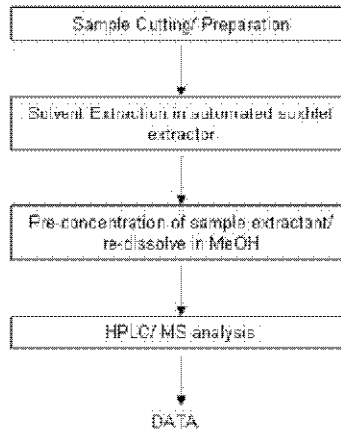 Sample Cutting/ Preparation
Solvent Extraction in automated soxhlet
extractor
Pre-concentration of sample extractant/
re-dissolve in MeOH
HPLC/ MS analysis
DATA